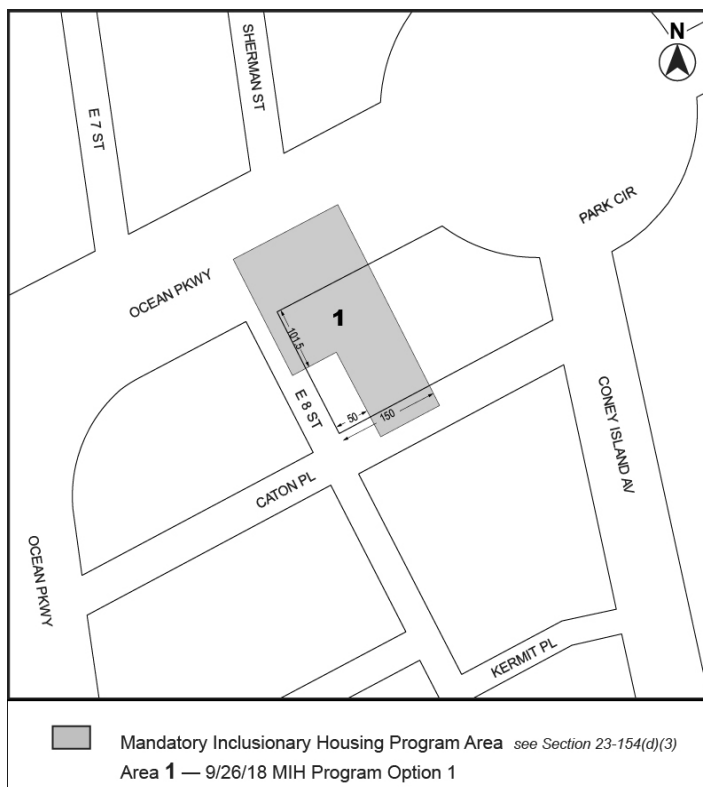 N
SHERMAN ST
E 7 ST
PARK CIR
OCEAN PKWY
1
101.5
E 8 ST
50
150
CONEY ISLAND AV
CATON PL
OCEAN PKWY
KERMIT PL
Mandatory Inclusionary Housing Program Area see Section 23-154(d)(3)
Area 1 — 9/26/18 MIH Program Option 1